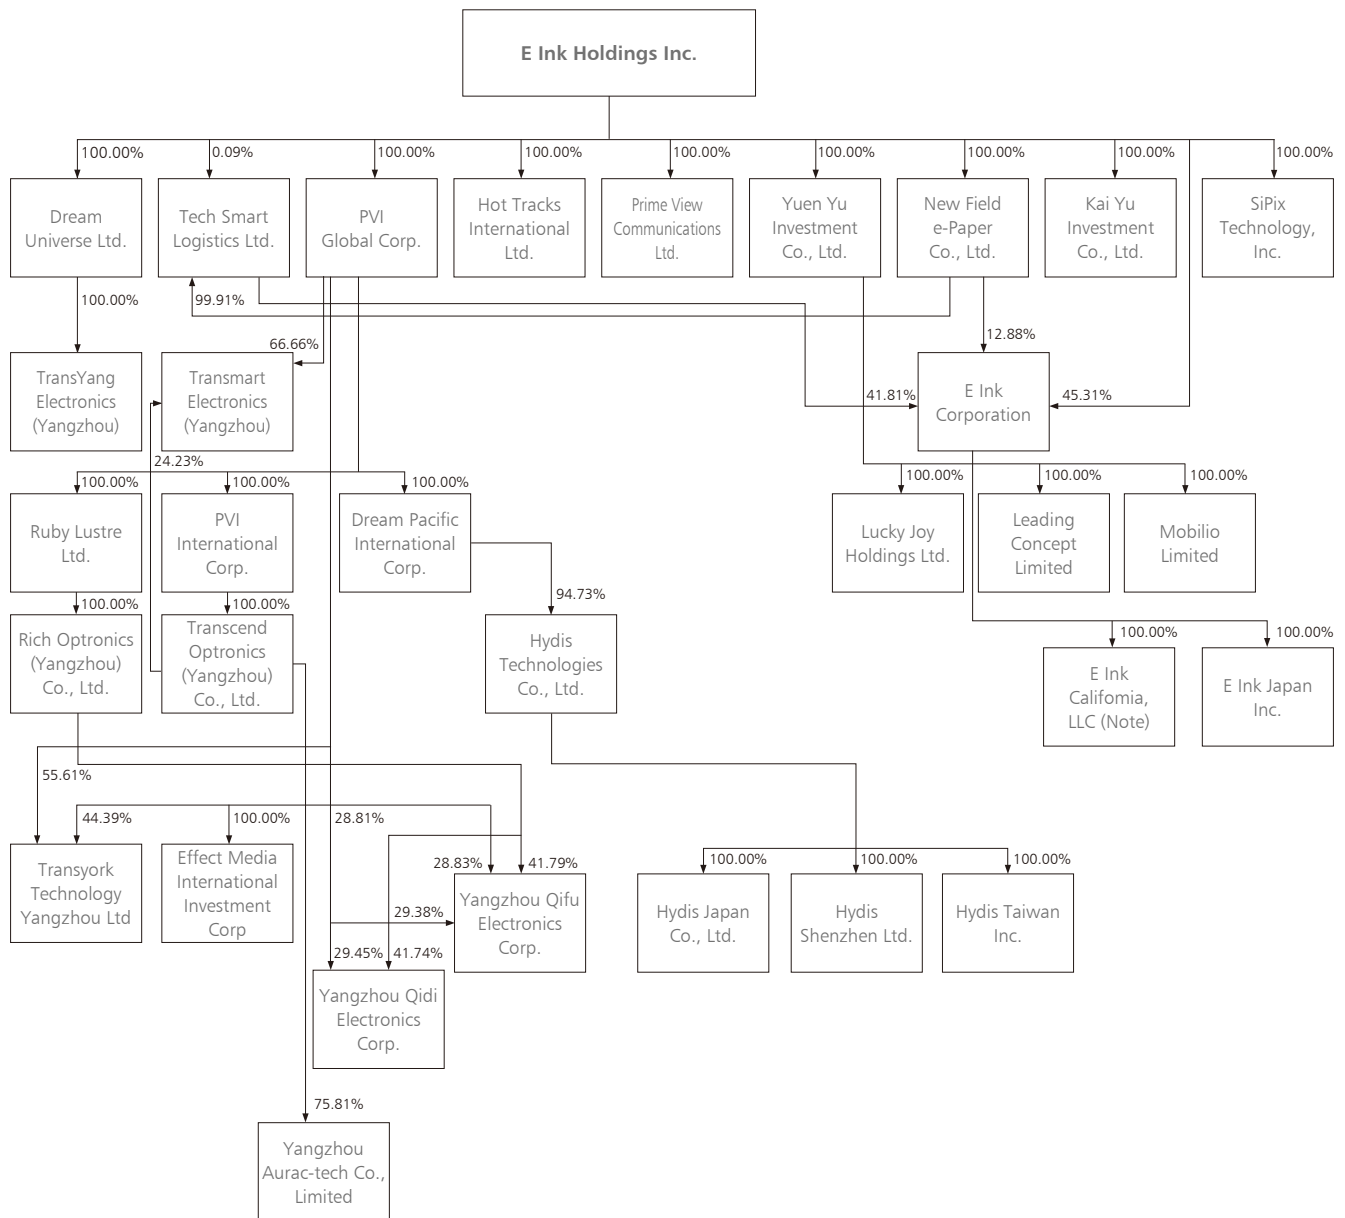 E Ink Holdings Inc.
100.00%
0.09%
100.00%
100.00%
100.00%
100.00%
100.00%
100.00%
100.00%
Dream
Universe Ltd.
Tech Smart
Logistics Ltd.
PVI
Global Corp.
Hot Tracks
International
Ltd.
Prime View
Communications
Ltd.
Yuen Yu
Investment
Co., Ltd.
New Field
e-Paper
Co., Ltd.
Kai Yu
Investment
Co., Ltd.
SiPix
Technology,
Inc.
100.00%
99.91%
12.88%
66.66%
TransYang
Electronics
(Yangzhou)
Transmart
Electronics
(Yangzhou)
41.81%
E Ink
Corporation
45.31%
24.23%
100.00%
100.00%
100.00%
100.00%
100.00%
100.00%
Ruby Lustre
Ltd.
PVI
International
Corp.
Dream Pacific
International
Corp.
Lucky Joy
Holdings Ltd.
Leading
Concept
Limited
Mobilio
Limited
100.00%
100.00%
94.73%
Rich Optronics
(Yangzhou)
Co., Ltd.
Transcend
Optronics
(Yangzhou)
Co., Ltd.
Hydis
Technologies
Co., Ltd.
100.00%
100.00%
E Ink
Califomia,
LLC (Note)
E Ink Japan
Inc.
55.61%
44.39%
100.00%
28.81%
28.83%
41.79%
100.00%
100.00%
100.00%
Transyork
Technology
Yangzhou Ltd
Effect Media
International
Investment
Corp
Yangzhou Qifu
Electronics
Corp.
Hydis Japan
Co., Ltd.
Hydis
Shenzhen Ltd.
Hydis Taiwan
Inc.
29.38%
29.45%
41.74%
Yangzhou Qidi
Electronics
Corp.
75.81%
Yangzhou
Aurac-tech Co.,
Limited